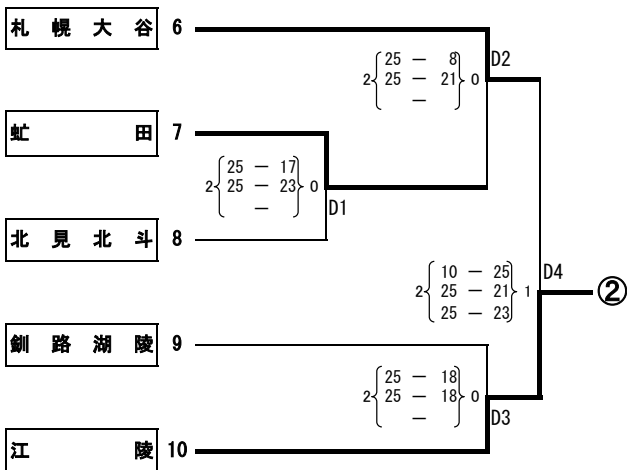 札幌大谷 6
25 － 8 D2
2 25 － 21 0
－
虻田 7
25 － 17
2 25 － 23 0
－ D1
北見北斗 8
10 － 25 D4
2 25 － 21 1 ②
25 － 23
釧路湖陵 9
25 － 18
2 25 － 18 0
－ D3
江陵 10